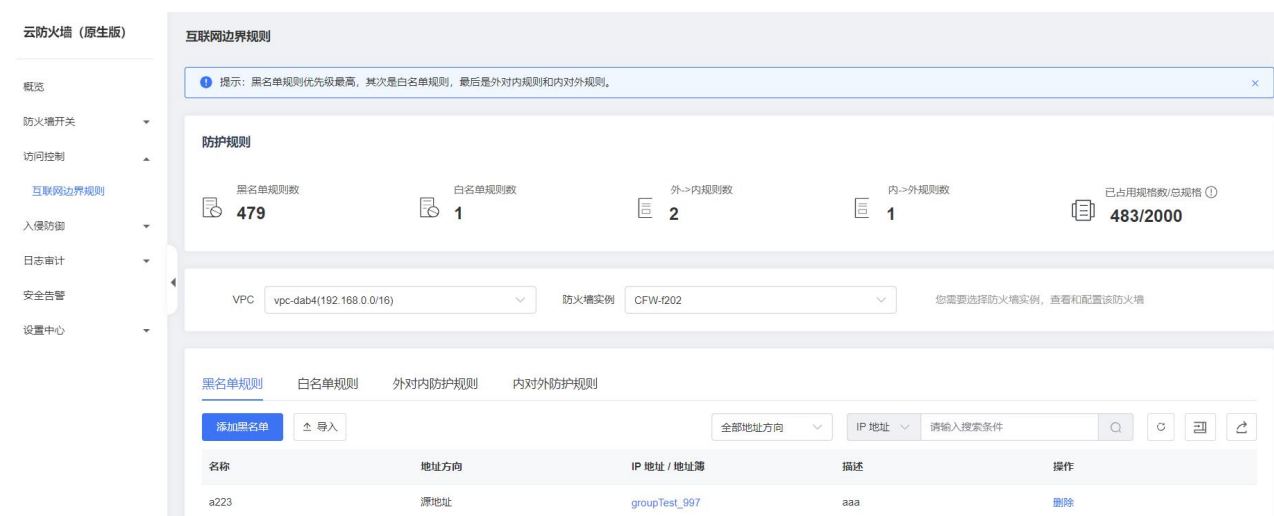 云防火墙（原生版）
互联网边界规则
提示：黑名单规则优先级最高，其次是白名单规则，最后是外对内规则和内对外规则。
概览
防火墙开关
访问控制
互联网边界规则
入侵防御
日志审计
安全告警
设置中心
防护规则
黑名单规则数
479
白名单规则数
1
外->内规则数
2
内->外规则数
1
已占用规格数/总规格
483/2000
VPC vpc-dab4(192.168.0.0/16) 防火墙实例 CFW-f202 您需要选择防火墙实例，查看和配置该防火墙
黑名单规则 白名单规则 外对内防护规则 内对外防护规则
添加黑名单 导入 全部地址方向 IP 地址 请输入搜索条件
名称 地址方向 IP 地址 / 地址簿 描述 操作
a223 源地址 groupTest_997 aaa 删除